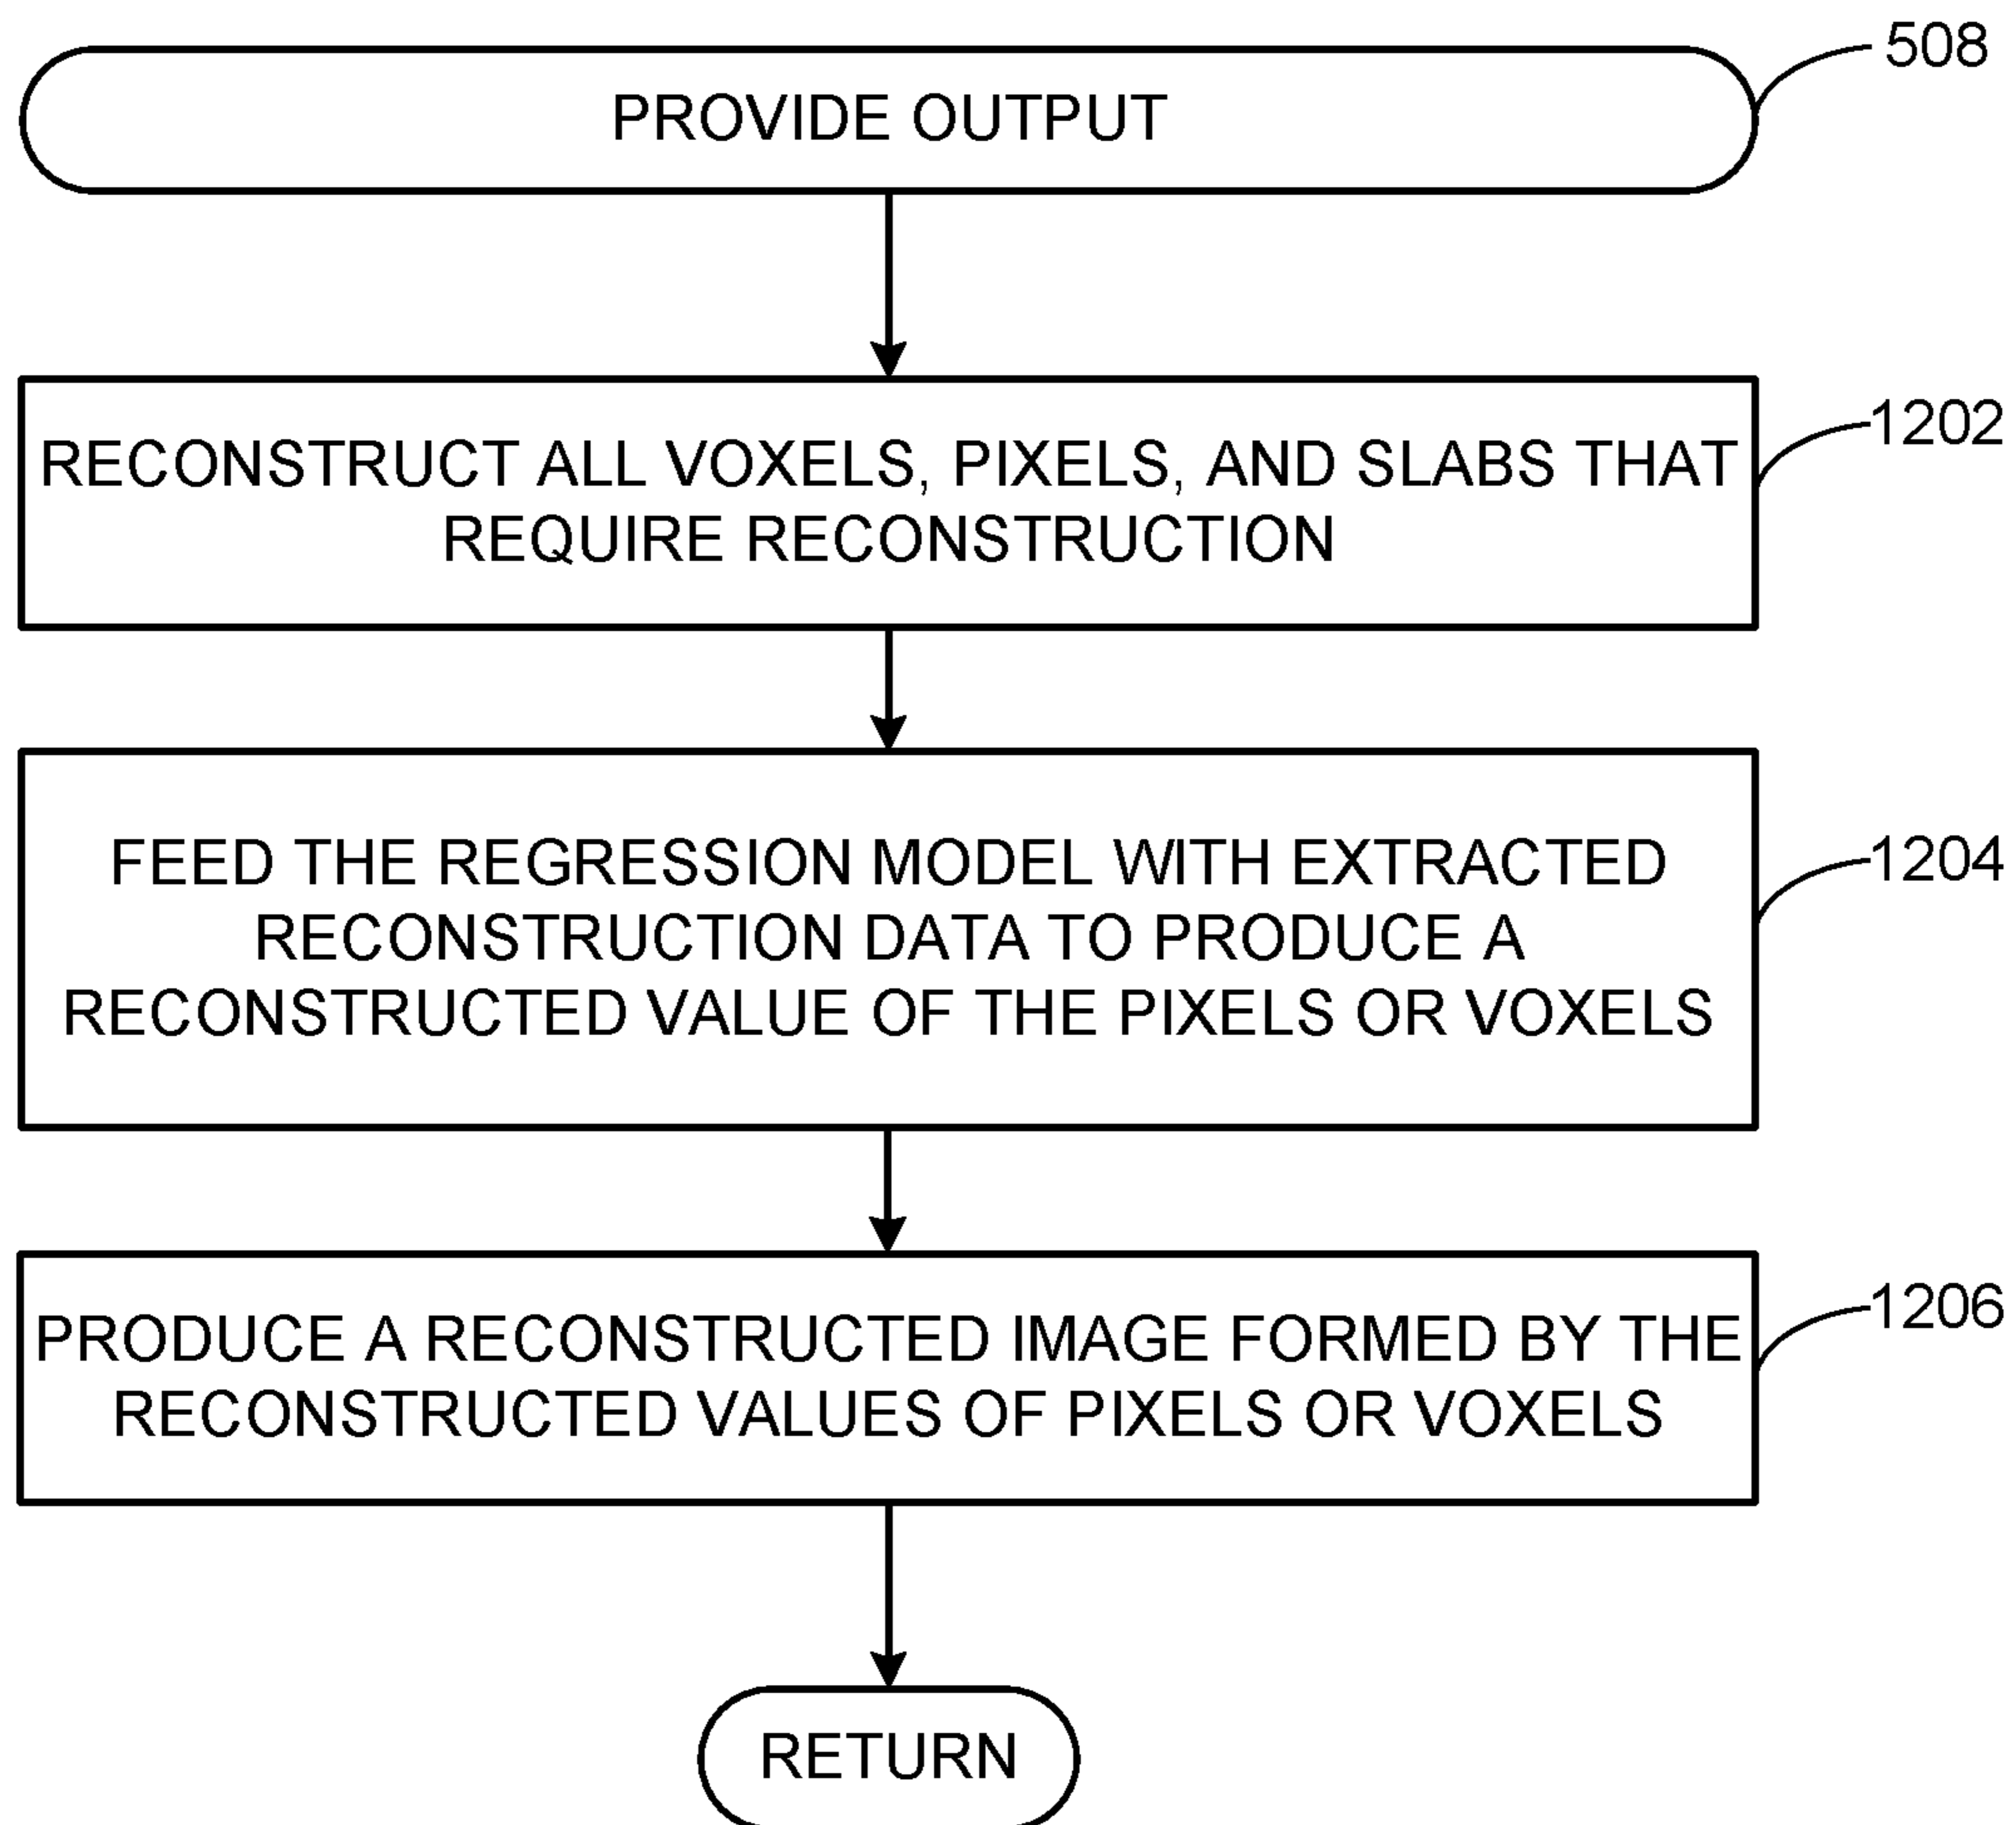 508
PROVIDE OUTPUT
1202
RECONSTRUCT ALL VOXELS, PIXELS, AND SLABS THAT
REQUIRE RECONSTRUCTION
1204
FEED THE REGRESSION MODEL WITH EXTRACTED
RECONSTRUCTION DATA TO PRODUCE A
RECONSTRUCTED VALUE OF THE PIXELS OR VOXELS
1206
PRODUCE A RECONSTRUCTED IMAGE FORMED BY THE
RECONSTRUCTED VALUES OF PIXELS OR VOXELS
RETURN